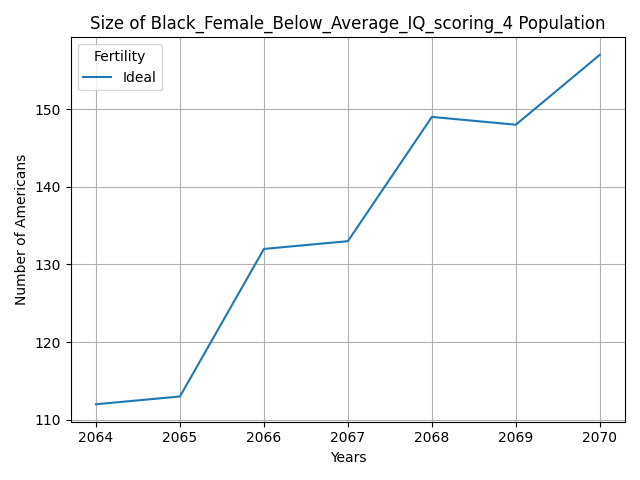 Size of Black_Female_Below_Average_IQ_scoring_4 Population
Fertility
Ideal
Number of Americans
150
140
130
120
110
2064 2065 2066 2067 2068 2069 2070
Years